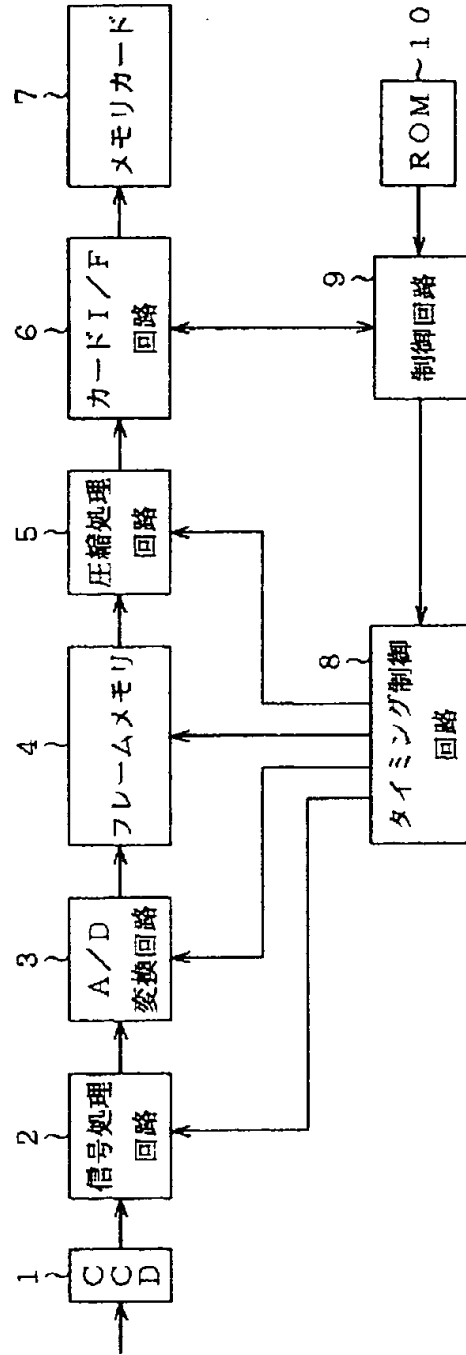 1
CCD
2
信号処理
回路
3
A/D
変換回路
4
フレームメモリ
5
圧縮処理
回路
6
カードI/F
回路
7
メモリカード
8
タイミング制御
回路
9
制御回路
ROM
10